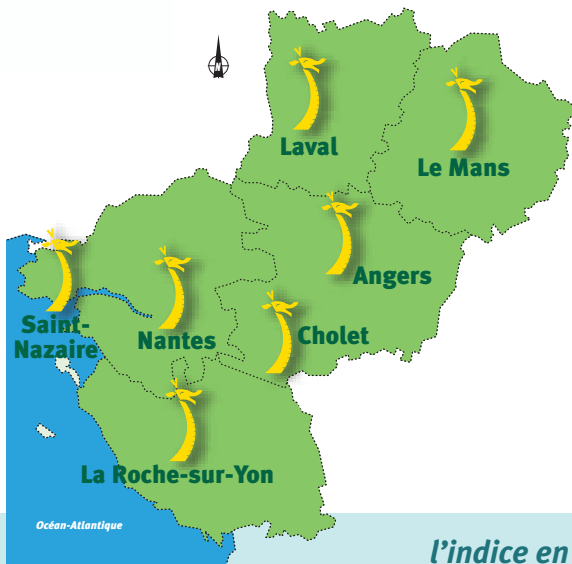 N
Laval
Le Mans
Angers
Saint-
Nazaire
Nantes
Cholet
La Roche-sur-Yon
Océan-Atlantique
l'indice en